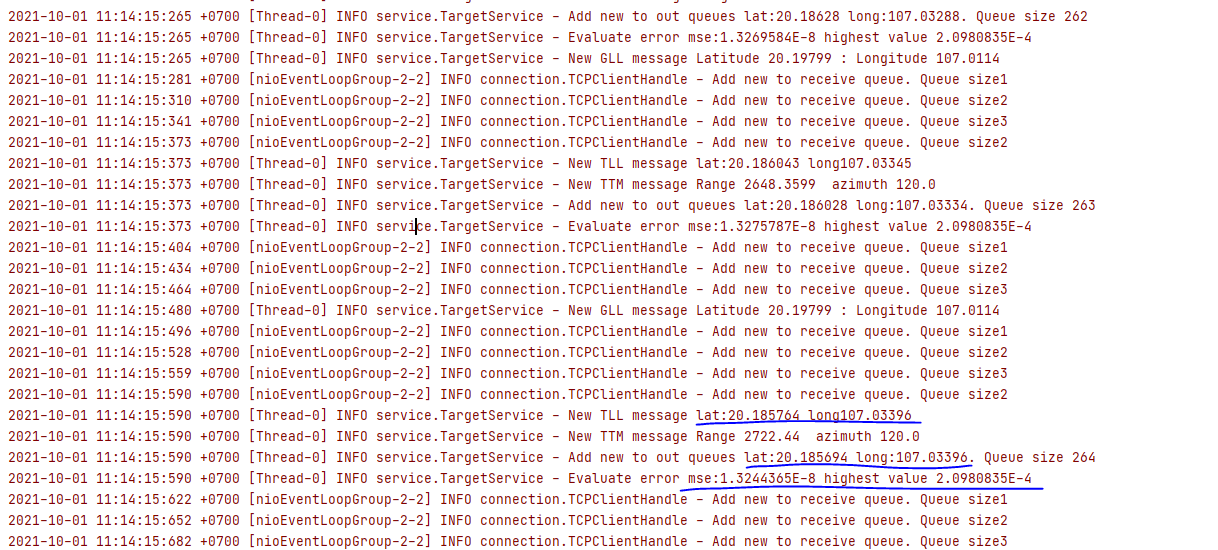 2021-10-01 11:14:15:265 +0700 [Thread-0] INFO service.TargetService - Add new to out queues lat:20.18628 long:107.03288. Queue size 262
2021-10-01 11:14:15:265 +0700 [Thread-0] INFO service.TargetService - Evaluate error mse:1.3269584E-8 highest value 2.0980835E-4
2021-10-01 11:14:15:265 +0700 [Thread-0] INFO service.TargetService - New GLL message Latitude 20.19799 : Longitude 107.0114
2021-10-01 11:14:15:281 +0700 [nioEventLoopGroup-2-2] INFO connection.TCPClientHandle - Add new to receive queue. Queue size1
2021-10-01 11:14:15:310 +0700 [nioEventLoopGroup-2-2] INFO connection.TCPClientHandle - Add new to receive queue. Queue size2
2021-10-01 11:14:15:341 +0700 [nioEventLoopGroup-2-2] INFO connection.TCPClientHandle - Add new to receive queue. Queue size3
2021-10-01 11:14:15:373 +0700 [nioEventLoopGroup-2-2] INFO connection.TCPClientHandle - Add new to receive queue. Queue size2
2021-10-01 11:14:15:373 +0700 [Thread-0] INFO service.TargetService - New TLL message lat:20.186043 long107.03345
2021-10-01 11:14:15:373 +0700 [Thread-0] INFO service.TargetService - New TTM message Range 2648.3599  azimuth 120.0
2021-10-01 11:14:15:373 +0700 [Thread-0] INFO service.TargetService - Add new to out queues lat:20.186028 long:107.03334. Queue size 263
2021-10-01 11:14:15:373 +0700 [Thread-0] INFO service.TargetService - Evaluate error mse:1.3275787E-8 highest value 2.0980835E-4
2021-10-01 11:14:15:404 +0700 [nioEventLoopGroup-2-2] INFO connection.TCPClientHandle - Add new to receive queue. Queue size1
2021-10-01 11:14:15:434 +0700 [nioEventLoopGroup-2-2] INFO connection.TCPClientHandle - Add new to receive queue. Queue size2
2021-10-01 11:14:15:464 +0700 [nioEventLoopGroup-2-2] INFO connection.TCPClientHandle - Add new to receive queue. Queue size3
2021-10-01 11:14:15:480 +0700 [Thread-0] INFO service.TargetService - New GLL message Latitude 20.19799 : Longitude 107.0114
2021-10-01 11:14:15:496 +0700 [nioEventLoopGroup-2-2] INFO connection.TCPClientHandle - Add new to receive queue. Queue size1
2021-10-01 11:14:15:528 +0700 [nioEventLoopGroup-2-2] INFO connection.TCPClientHandle - Add new to receive queue. Queue size2
2021-10-01 11:14:15:559 +0700 [nioEventLoopGroup-2-2] INFO connection.TCPClientHandle - Add new to receive queue. Queue size3
2021-10-01 11:14:15:590 +0700 [nioEventLoopGroup-2-2] INFO connection.TCPClientHandle - Add new to receive queue. Queue size2
2021-10-01 11:14:15:590 +0700 [Thread-0] INFO service.TargetService - New TLL message lat:20.185764 long107.03396
2021-10-01 11:14:15:590 +0700 [Thread-0] INFO service.TargetService - New TTM message Range 2722.44  azimuth 120.0
2021-10-01 11:14:15:590 +0700 [Thread-0] INFO service.TargetService - Add new to out queues lat:20.185694 long:107.03396. Queue size 264
2021-10-01 11:14:15:590 +0700 [Thread-0] INFO service.TargetService - Evaluate error mse:1.3244365E-8 highest value 2.0980835E-4
2021-10-01 11:14:15:622 +0700 [nioEventLoopGroup-2-2] INFO connection.TCPClientHandle - Add new to receive queue. Queue size1
2021-10-01 11:14:15:652 +0700 [nioEventLoopGroup-2-2] INFO connection.TCPClientHandle - Add new to receive queue. Queue size2
2021-10-01 11:14:15:682 +0700 [nioEventLoopGroup-2-2] INFO connection.TCPClientHandle - Add new to receive queue. Queue size3